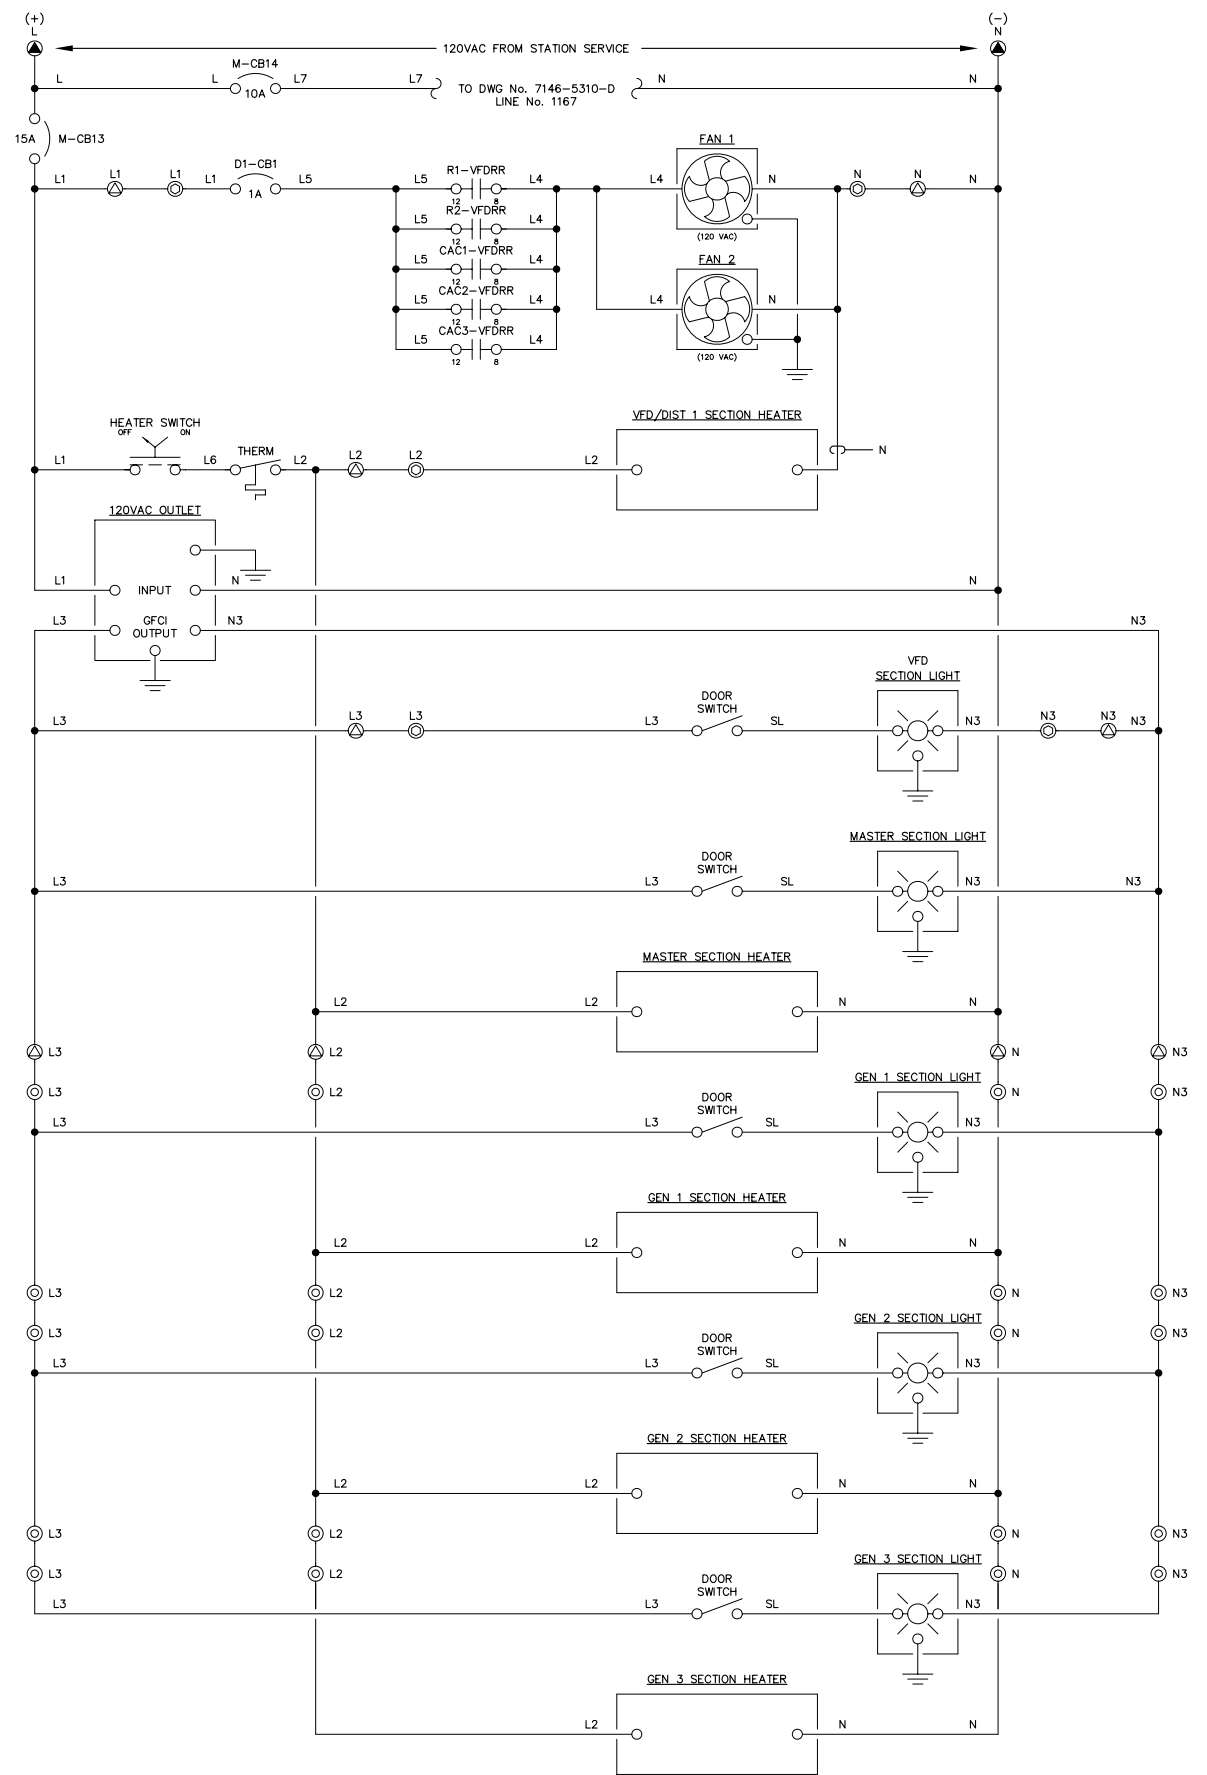 (+)
L
(-)
N
120VAC FROM STATION SERVICE
M-CB14
L L L7 L7 N N
10A
TO DWG No. 7146-5310-D
LINE No. 1167
15A M-CB13
FAN 1
L1 L1 L1 L1 D1-CB1 L5 L5 R1-VFDRR L4 L4 N N N N
1A
12 8
(120 VAC)
L5 R2-VFDRR L4
12 8
FAN 2
L5 CAC1-VFDRR L4
12 8
L5 CAC2-VFDRR L4 L4 N
12 8
(120 VAC)
L5 CAC3-VFDRR L4
12 8
VFD/DIST 1 SECTION HEATER
HEATER SWITCH
OFF ON
THERM
L1 L6 L2 L2 L2 L2 N
120VAC OUTLET
L1 INPUT N N
L3 GFCI
OUTPUT N3 N3
VFD
SECTION LIGHT
DOOR
SWITCH
L3 L3 L3 L3 SL N3 N3 N3 N3
MASTER SECTION LIGHT
DOOR
SWITCH
L3 L3 SL N3 N3
MASTER SECTION HEATER
L2 L2 N N
L3 L2 N N3
GEN 1 SECTION LIGHT
L3 L2 N N3
DOOR
SWITCH
L3 L3 SL N3
GEN 1 SECTION HEATER
L2 L2 N N
L3 L2 N N3
GEN 2 SECTION LIGHT
L3 L2 N N3
DOOR
SWITCH
L3 L3 SL N3
GEN 2 SECTION HEATER
L2 L2 N N
L3 L2 N N3
GEN 3 SECTION LIGHT
L3 L2 N N3
DOOR
SWITCH
L3 L3 SL N3
GEN 3 SECTION HEATER
L2 N N